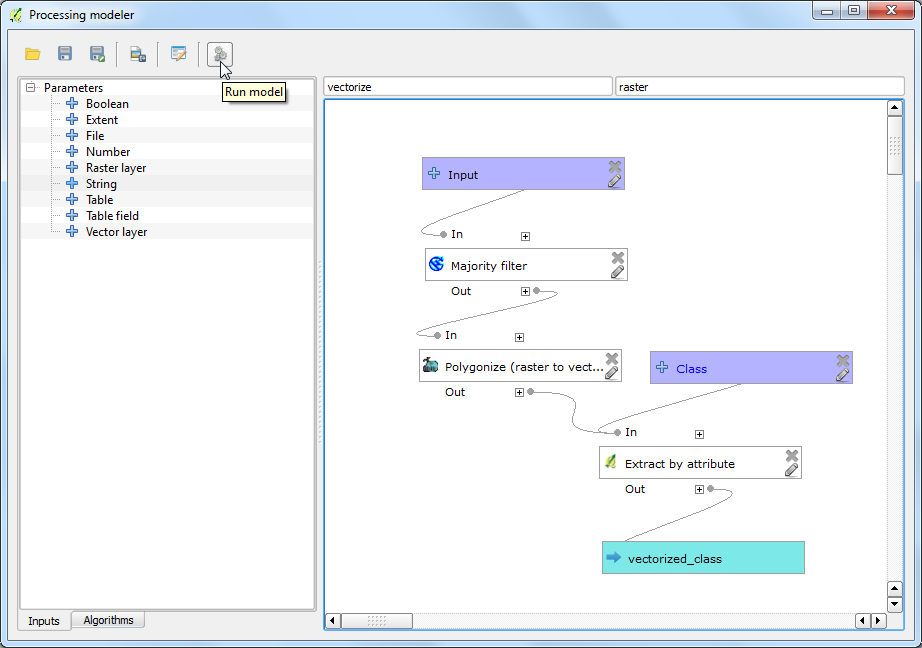 Processing modeler
Run model
Parameters
Boolean
Extent
File
Number
Raster layer
String
Table
Table field
Vector layer
Inputs
Algorithms
vectorize
raster
Input
In
Majority filter
Out
In
Polygonize (raster to vect...
Out
Class
In
Extract by attribute
Out
vectorized_class